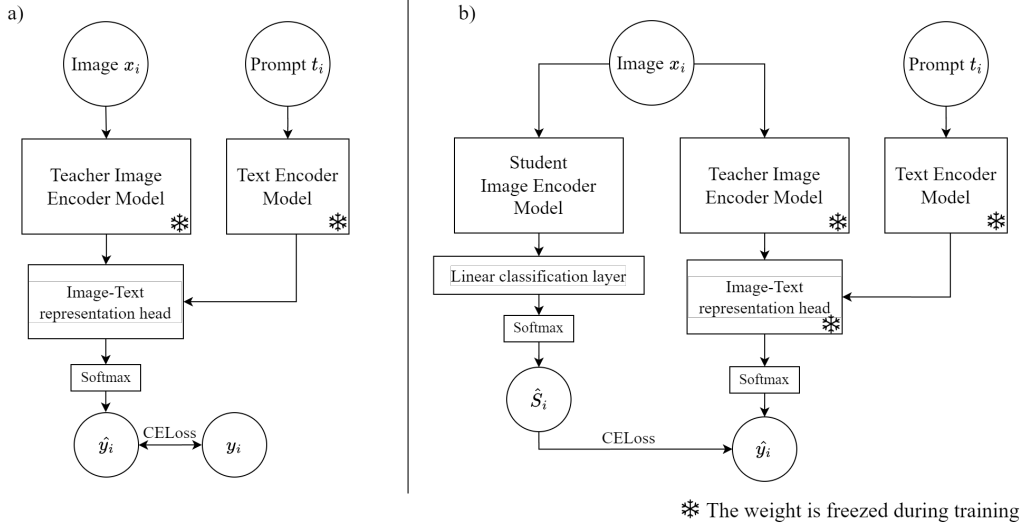 a)
Image xᵢ
Prompt tᵢ
Teacher Image
Encoder Model
Text Encoder
Model
Image-Text
representation head
Softmax
ŷᵢ
CELoss
yᵢ
b)
Image xᵢ
Prompt tᵢ
Student
Image Encoder
Model
Teacher Image
Encoder Model
Text Encoder
Model
Linear classification layer
Image-Text
representation head
Softmax
Softmax
Ŝᵢ
CELoss
ŷᵢ
The weight is freezed during training